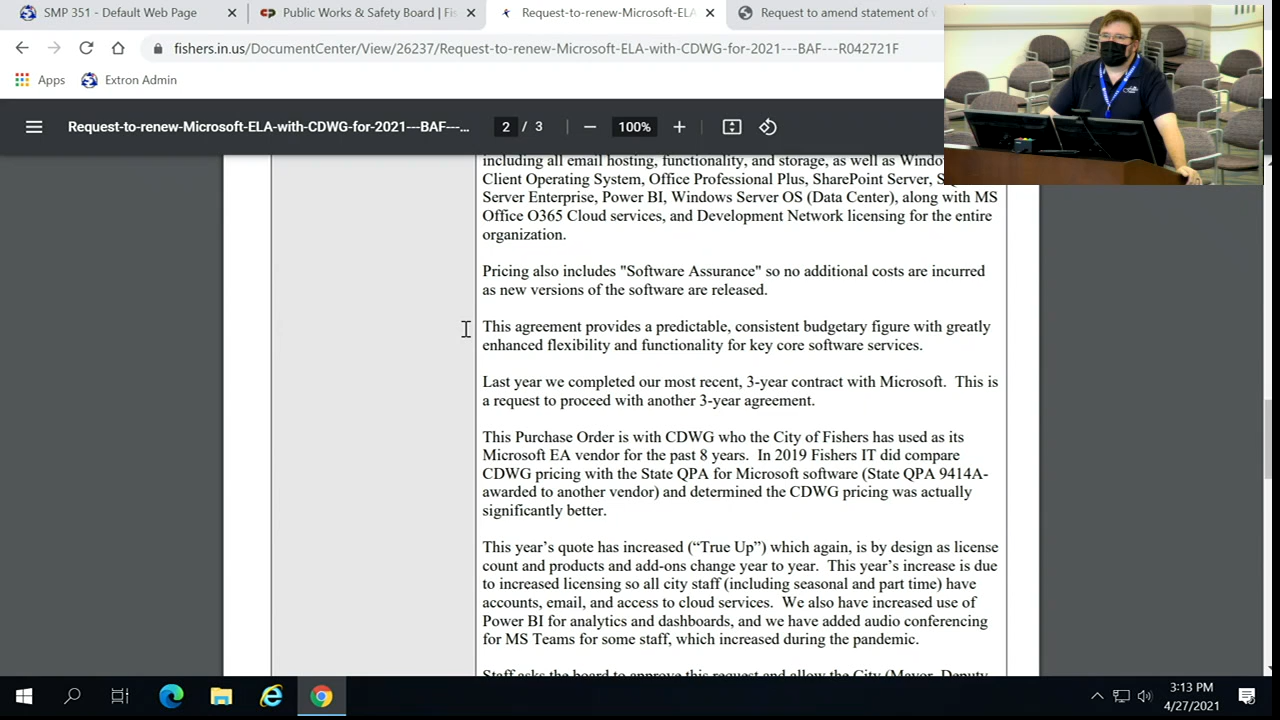 SMP 351 - Default Web Page
Public Works & Safety Board | Fis
Request-to-renew-Microsoft-ELA
Request to amend statement of
fishers.in.us/DocumentCenter/View/26237/Request-to-renew-Microsoft-ELA-with-CDWG-for-2021---BAF---R042721F
Apps
Extron Admin
Request-to-renew-Microsoft-ELA-with-CDWG-for-2021---BAF---...
2 / 3
100%
including all email hosting, functionality, and storage, as well as
Client Operating System, Office Professional Plus, SharePoint Server,
Server Enterprise, Power BI, Windows Server OS (Data Center), along with MS
Office O365 Cloud services, and Development Network licensing for the entire
organization.
Pricing also includes "Software Assurance" so no additional costs are incurred
as new versions of the software are released.
This agreement provides a predictable, consistent budgetary figure with greatly
enhanced flexibility and functionality for key core software services.
Last year we completed our most recent, 3-year contract with Microsoft. This is
a request to proceed with another 3-year agreement.
This Purchase Order is with CDWG who the City of Fishers has used as its
Microsoft EA vendor for the past 8 years. In 2019 Fishers IT did compare
CDWG pricing with the State QPA for Microsoft software (State QPA 9414A-
awarded to another vendor) and determined the CDWG pricing was actually
significantly better.
This year’s quote has increased (“True Up”) which again, is by design as license
count and products and add-ons change year to year. This year’s increase is due
to increased licensing so all city staff (including seasonal and part time) have
accounts, email, and access to cloud services. We also have increased use of
Power BI for analytics and dashboards, and we have added audio conferencing
for MS Teams for some staff, which increased during the pandemic.
Staff asks the board to approve this request and allow the City (Mayor, Deputy
3:13 PM
4/27/2021